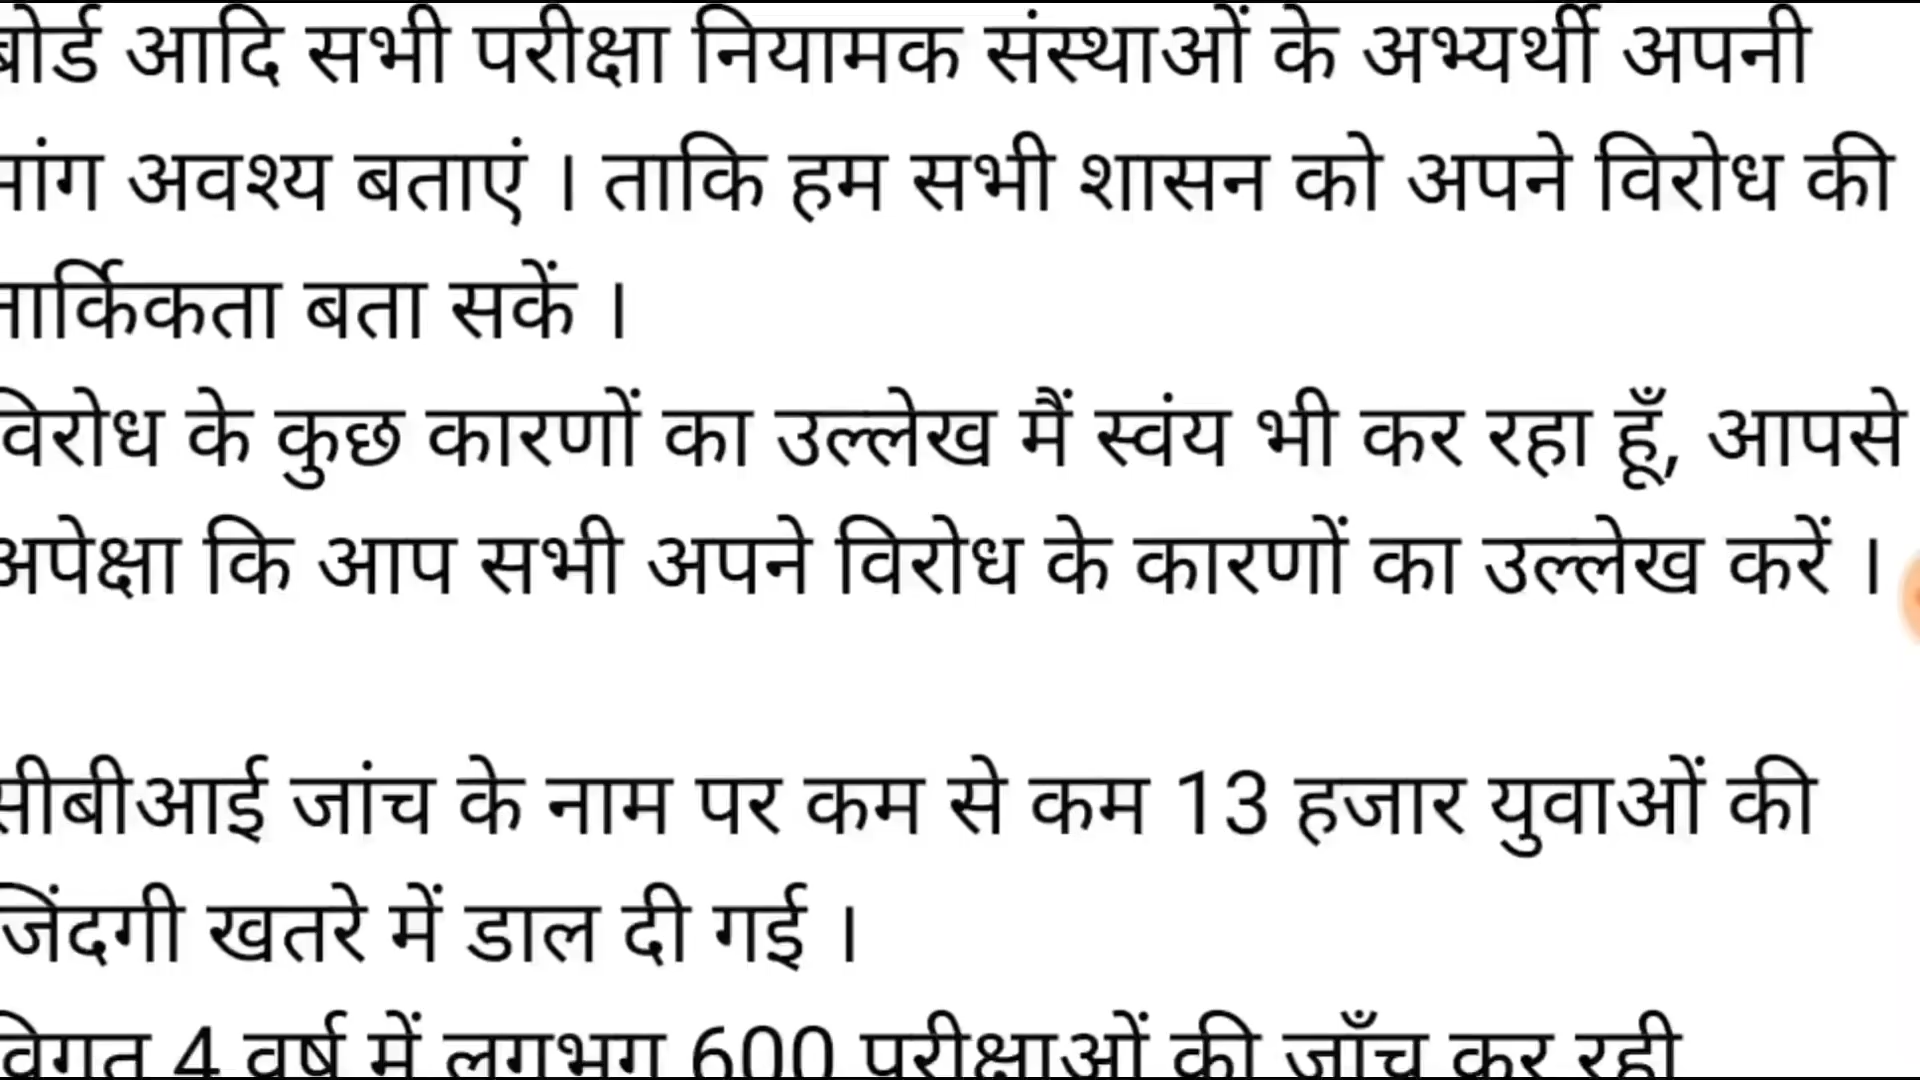 बोर्ड आदि सभी परीक्षा नियामक संस्थाओं के अभ्यर्थी अपनी
मांग अवश्य बताएं । ताकि हम सभी शासन को अपने विरोध की
तार्किकता बता सकें ।
विरोध के कुछ कारणों का उल्लेख मैं स्वंय भी कर रहा हूँ, आपसे
अपेक्षा कि आप सभी अपने विरोध के कारणों का उल्लेख करें ।
सीबीआई जांच के नाम पर कम से कम 13 हजार युवाओं की
जिंदगी खतरे में डाल दी गई ।
विगत 4 वर्ष में लगभग 600 परीक्षाओं की जाँच कर रही